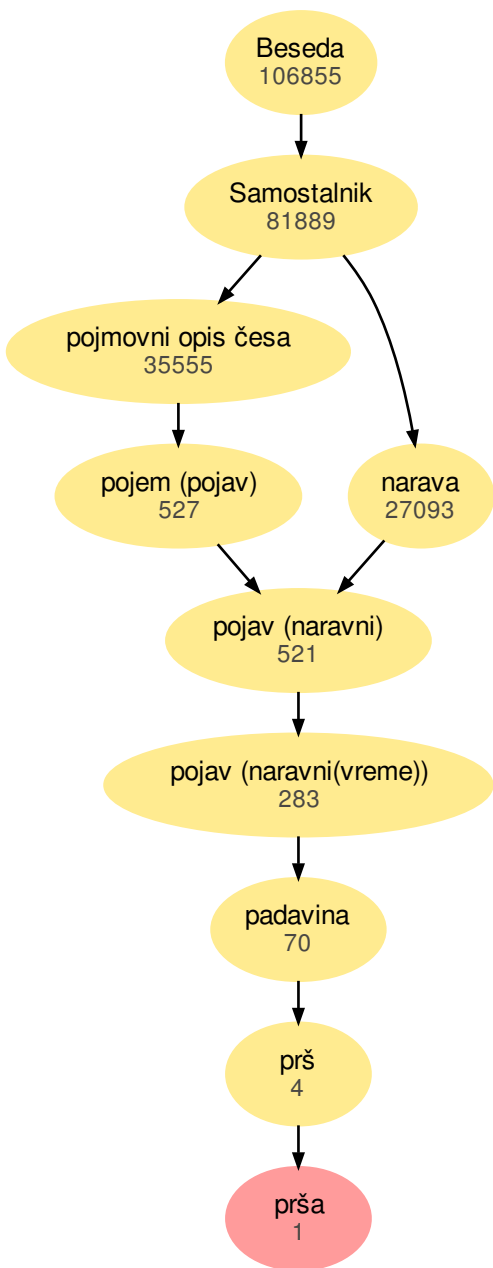 Beseda
106855
Samostalnik
81889
pojmovni opis česa
35555
pojem (pojav)
527
narava
27093
pojav (naravni)
521
pojav (naravni(vreme))
283
padavina
70
prš
4
prša
1